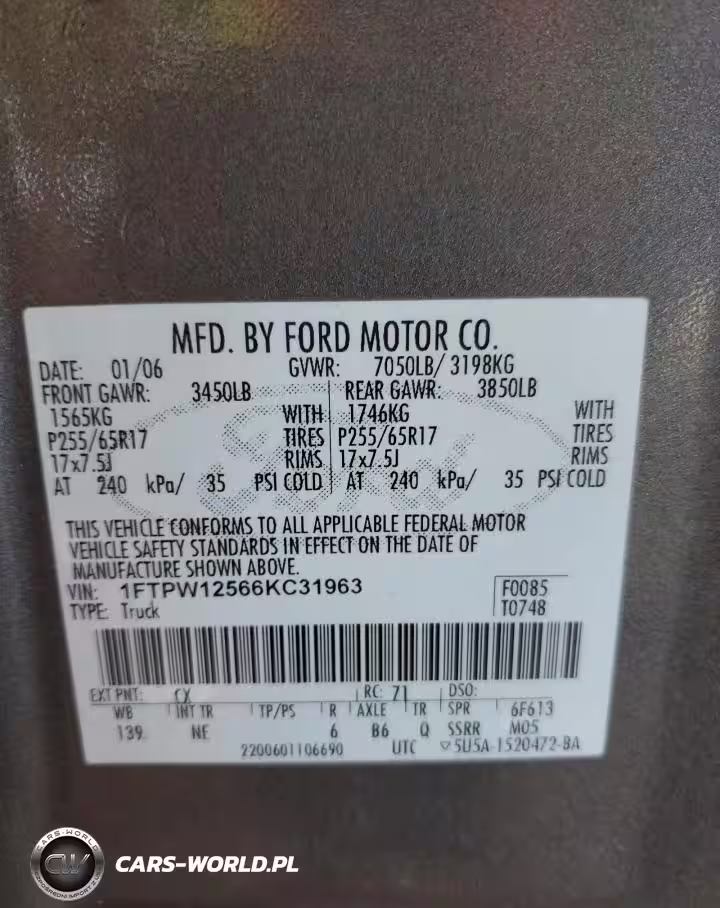 MFD. BY FORD MOTOR CO.
DATE: 01/06 GVWR: 7050LB/ 3198KG
FRONT GAWR: 3450LB REAR GAWR: 3850LB
1565KG WITH 1746KG WITH
P255/65R17 TIRES P255/65R17 TIRES
17x7.5J RIMS 17x7.5J RIMS
AT 240 kPa/ 35 PSI COLD AT 240 kPa/ 35 PSI COLD
THIS VEHICLE CONFORMS TO ALL APPLICABLE FEDERAL MOTOR
VEHICLE SAFETY STANDARDS IN EFFECT ON THE DATE OF
MANUFACTURE SHOWN ABOVE.
VIN: 1FTPW12566KC31963 F0085
TYPE: Truck T0748
EXT PNT: CX RC: 71 DSO:
WB INT TR TP/PS R AXLE TR SPR 6F613
139 NE 6 B6 Q SSRR M05
2200601106690 UTC ▽5U5A-1520472-BA
CARS-WORLD
CW
CARS-WORLD.PL